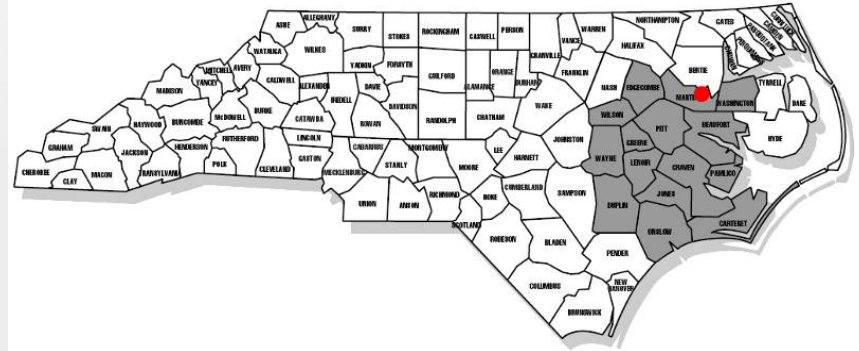 ASHE
ALLEGHANY
SURRY
STOKES
ROCKINGHAM
CASWELL
PERSON
GRANVILLE
VANCE
WARREN
NORTHAMPTON
GATES
CURRITUCK
CAMDEN
PASQUOTANK
PERQUIMANS
CHOWAN
HALIFAX
BERTIE
WATAUGA
WILKES
YADKIN
FORSYTH
GUILFORD
ALAMANCE
ORANGE
DURHAM
FRANKLIN
NASH
EDGECOMBE
MARTIN
WASHINGTON
TYRRELL
DARE
MITCHELL
AVERY
CALDWELL
ALEXANDER
IREDELL
DAVIE
DAVIDSON
RANDOLPH
CHATHAM
WAKE
WILSON
PITT
BEAUFORT
HYDE
MADISON
YANCEY
BURKE
CATAWBA
ROWAN
JOHNSTON
WAYNE
GREENE
LENOIR
CRAVEN
PAMLICO
SWAIN
HAYWOOD
BUNCOMBE
McDOWELL
RUTHERFORD
LINCOLN
CABARRUS
STANLY
MONTGOMERY
MOORE
LEE
HARNETT
GRAHAM
JACKSON
HENDERSON
POLK
CLEVELAND
GASTON
MECKLENBURG
CHEROKEE
CLAY
MACON
TRANSYLVANIA
UNION
ANSON
RICHMOND
SCOTLAND
HOKE
CUMBERLAND
SAMPSON
DUPLIN
JONES
CARTERET
ONSLOW
ROBESON
BLADEN
PENDER
COLUMBUS
NEW
HANOVER
BRUNSWICK